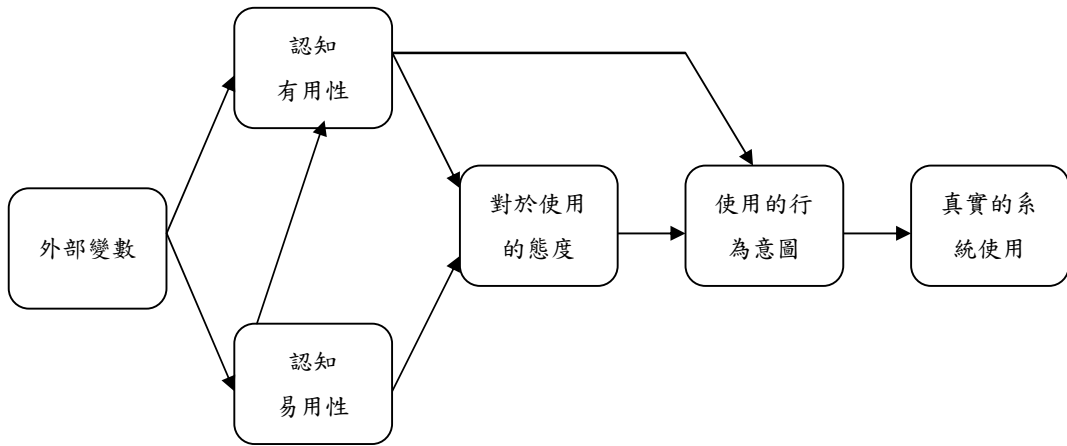 認知
有用性
外部變數
認知
易用性
對於使用
的態度
使用的行
為意圖
真實的系
統使用